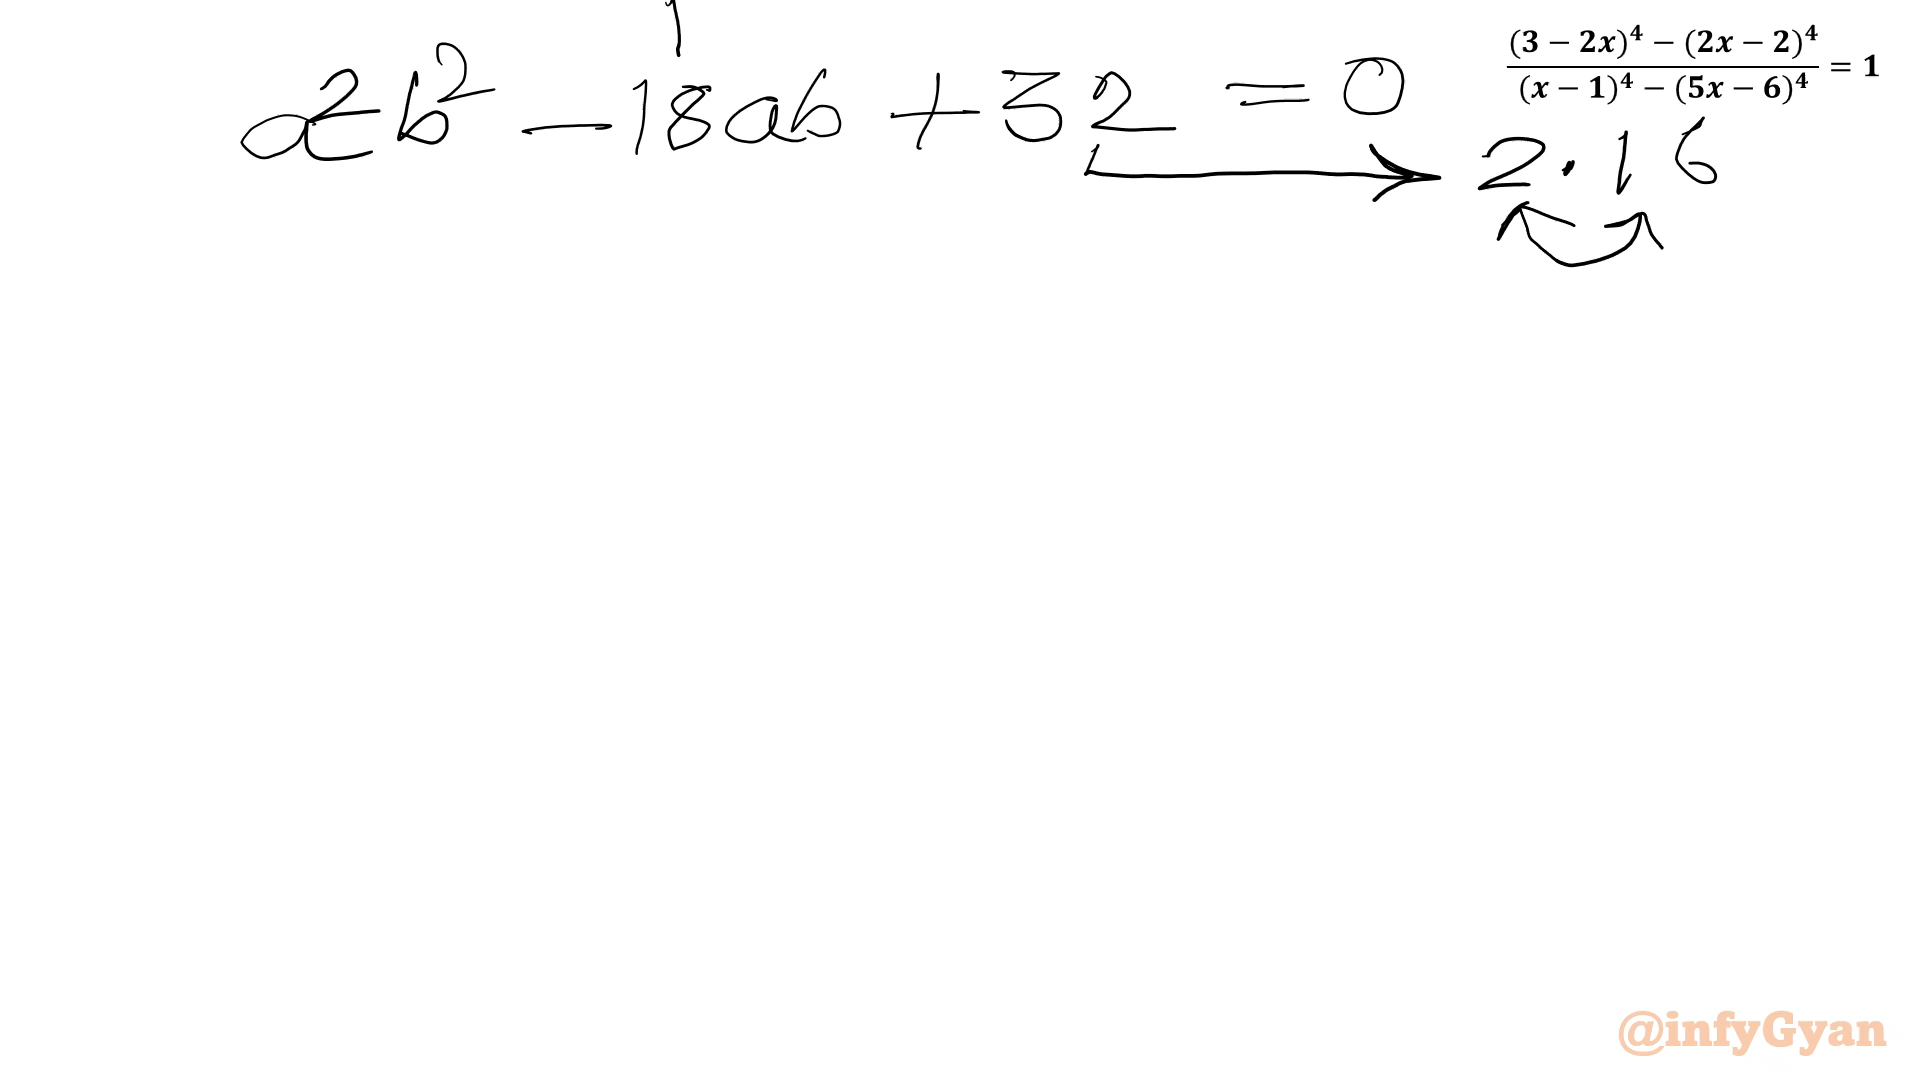 a²b² − 18ab + 32 = 0
(3 − 2x)⁴ − (2x − 2)⁴
(x − 1)⁴ − (5x − 6)⁴
= 1
2 · 16
@infyGyan